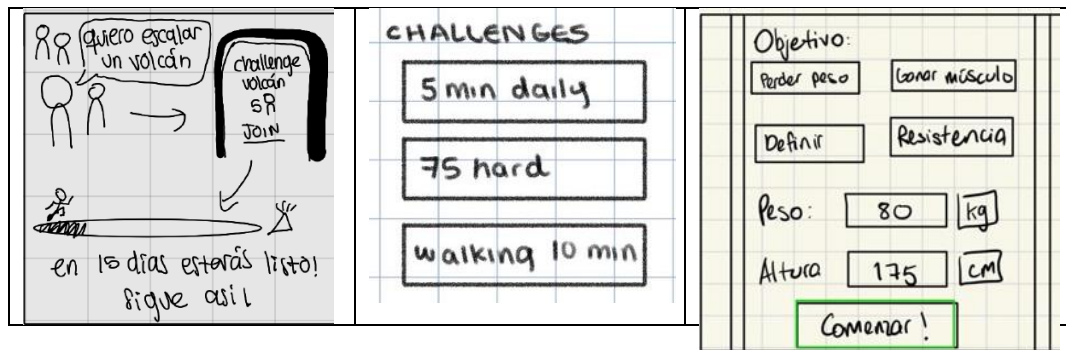 quiero escalar
un volcán
challenge
volcán
5
JOIN
en 15 días estarás listo!
sigue así!
CHALLENGES
5 min daily
75 hard
walking 10 min
Objetivo:
Perder peso
Ganar músculo
Definir
Resistencia
Peso:
80
kg
Altura
175
cm
Comenzar!